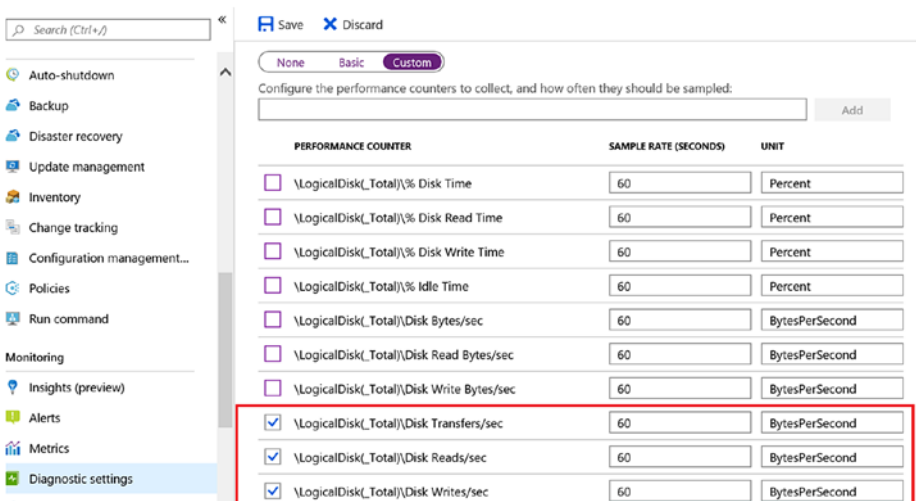 Search (Ctrl+/)
«
Auto-shutdown
Backup
Disaster recovery
Update management
Inventory
Change tracking
Configuration management...
Policies
Run command
Monitoring
Insights (preview)
Alerts
Metrics
Diagnostic settings
Save Discard
None Basic Custom
Configure the performance counters to collect, and how often they should be sampled:
Add
PERFORMANCE COUNTER SAMPLE RATE (SECONDS) UNIT
\LogicalDisk(_Total)\% Disk Time 60 Percent
\LogicalDisk(_Total)\% Disk Read Time 60 Percent
\LogicalDisk(_Total)\% Disk Write Time 60 Percent
\LogicalDisk(_Total)\% Idle Time 60 Percent
\LogicalDisk(_Total)\Disk Bytes/sec 60 BytesPerSecond
\LogicalDisk(_Total)\Disk Read Bytes/sec 60 BytesPerSecond
\LogicalDisk(_Total)\Disk Write Bytes/sec 60 BytesPerSecond
\LogicalDisk(_Total)\Disk Transfers/sec 60 BytesPerSecond
\LogicalDisk(_Total)\Disk Reads/sec 60 BytesPerSecond
\LogicalDisk(_Total)\Disk Writes/sec 60 BytesPerSecond